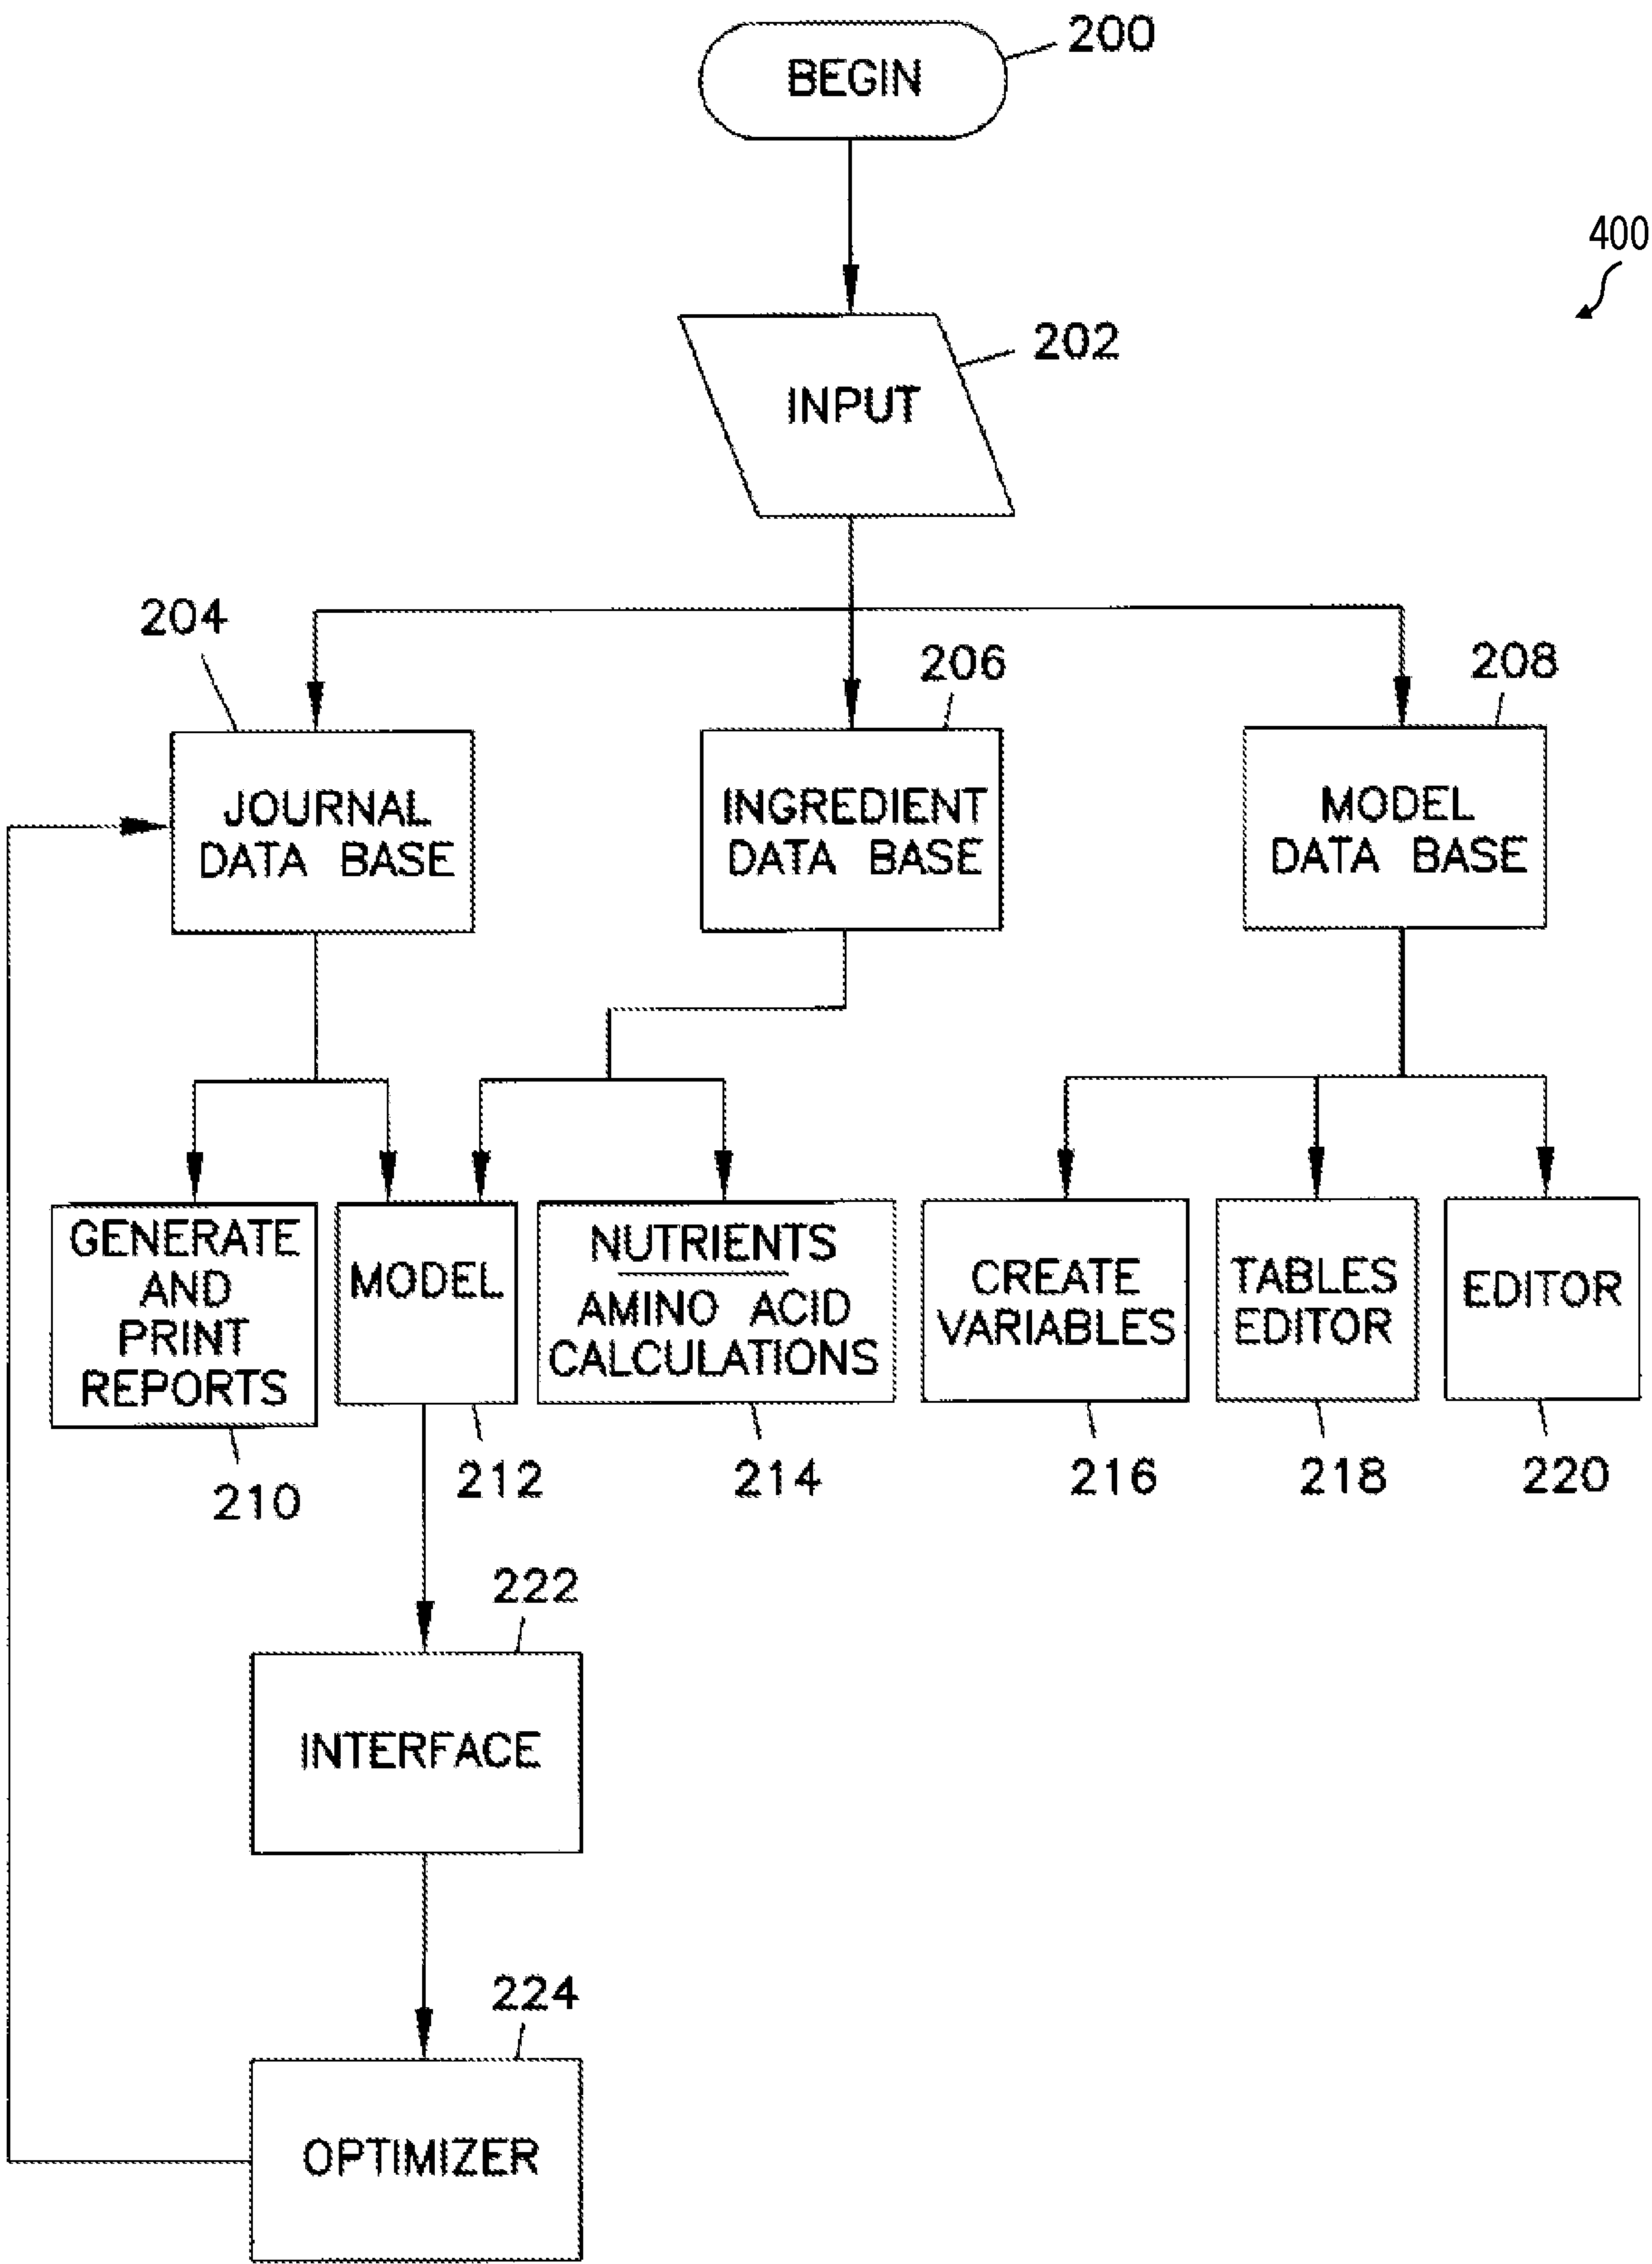 200
BEGIN
400
202
INPUT
204
206
208
JOURNAL
DATA BASE
INGREDIENT
DATA BASE
MODEL
DATA BASE
GENERATE
AND
PRINT
REPORTS
MODEL
NUTRIENTS
AMINO ACID
CALCULATIONS
CREATE
VARIABLES
TABLES
EDITOR
EDITOR
210
212
214
216
218
220
222
INTERFACE
224
OPTIMIZER